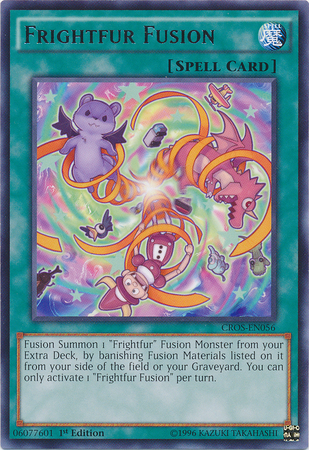 Frightfur Fusion
魔
[Spell Card]
CROS-EN056
Fusion Summon 1 "Frightfur" Fusion Monster from
your Extra Deck, by banishing Fusion Materials listed on it
from your side of the field or your Graveyard. You can
only activate 1 "Frightfur Fusion" per turn.
06077601 1st Edition ©1996 KAZUKI TAKAHASHI